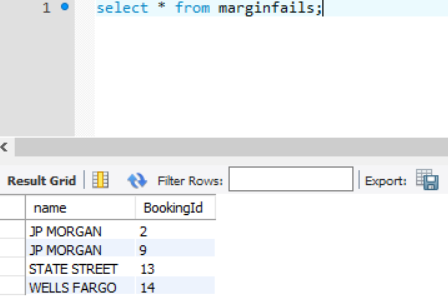 1 select * from marginfails;
<
Result Grid Filter Rows: Export:
name BookingId
JP MORGAN 2
JP MORGAN 9
STATE STREET 13
WELLS FARGO 14